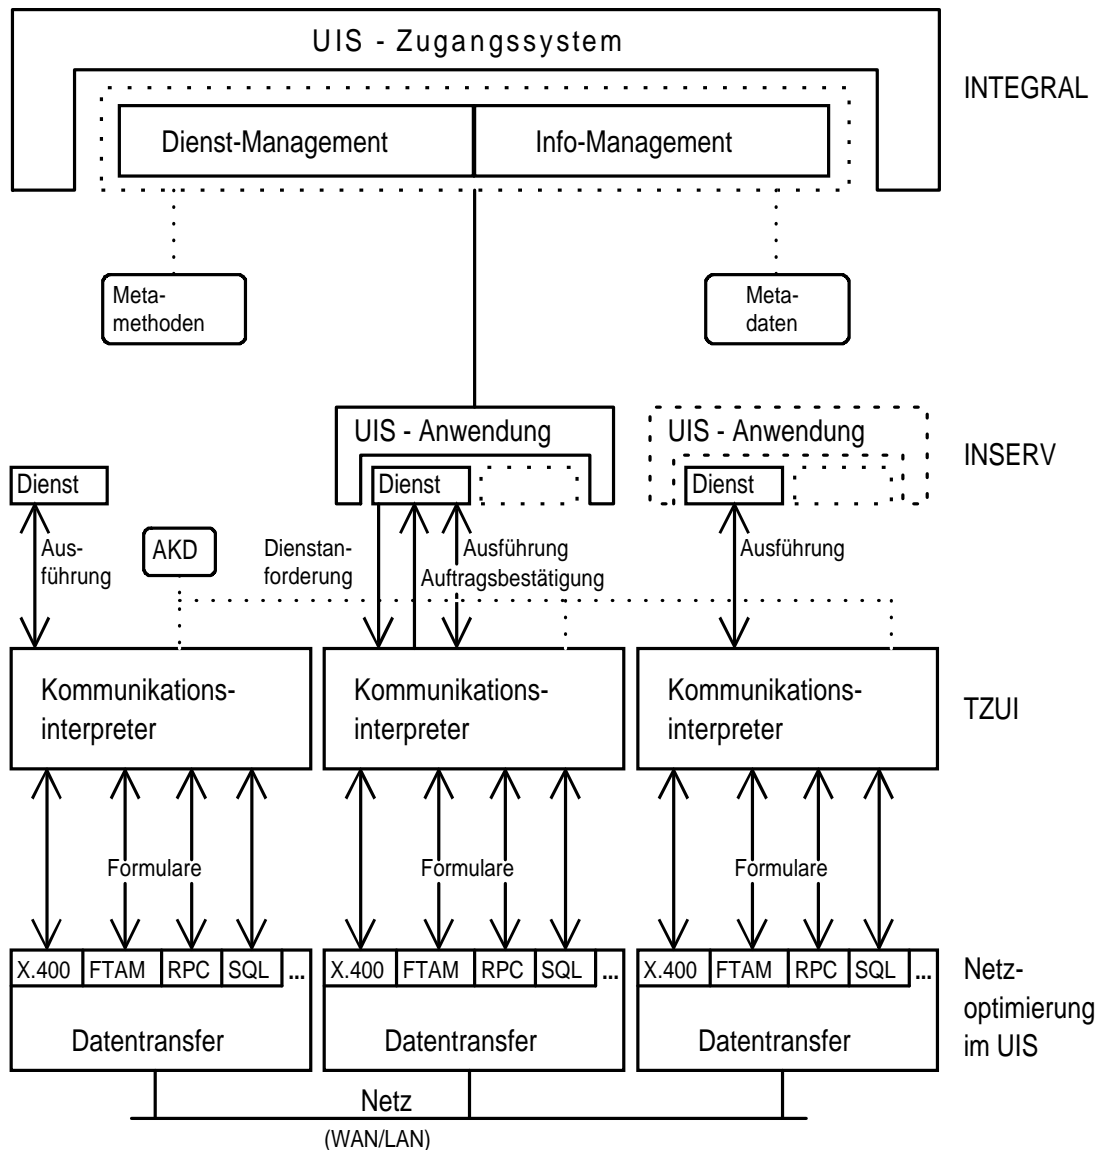 UIS - Zugangssystem
INTEGRAL
Dienst-Management
Info-Management
Meta-
methoden
Meta-
daten
UIS - Anwendung
UIS - Anwendung
INSERV
Dienst
Dienst
Dienst
Aus-
führung
AKD
Dienstan-
forderung
Ausführung
Auftragsbestätigung
Ausführung
Kommunikations-
interpreter
Kommunikations-
interpreter
Kommunikations-
interpreter
TZUI
Formulare
Formulare
Formulare
X.400 FTAM RPC SQL ...
X.400 FTAM RPC SQL ...
X.400 FTAM RPC SQL ...
Datentransfer
Datentransfer
Datentransfer
Netz-
optimierung
im UIS
Netz
(WAN/LAN)